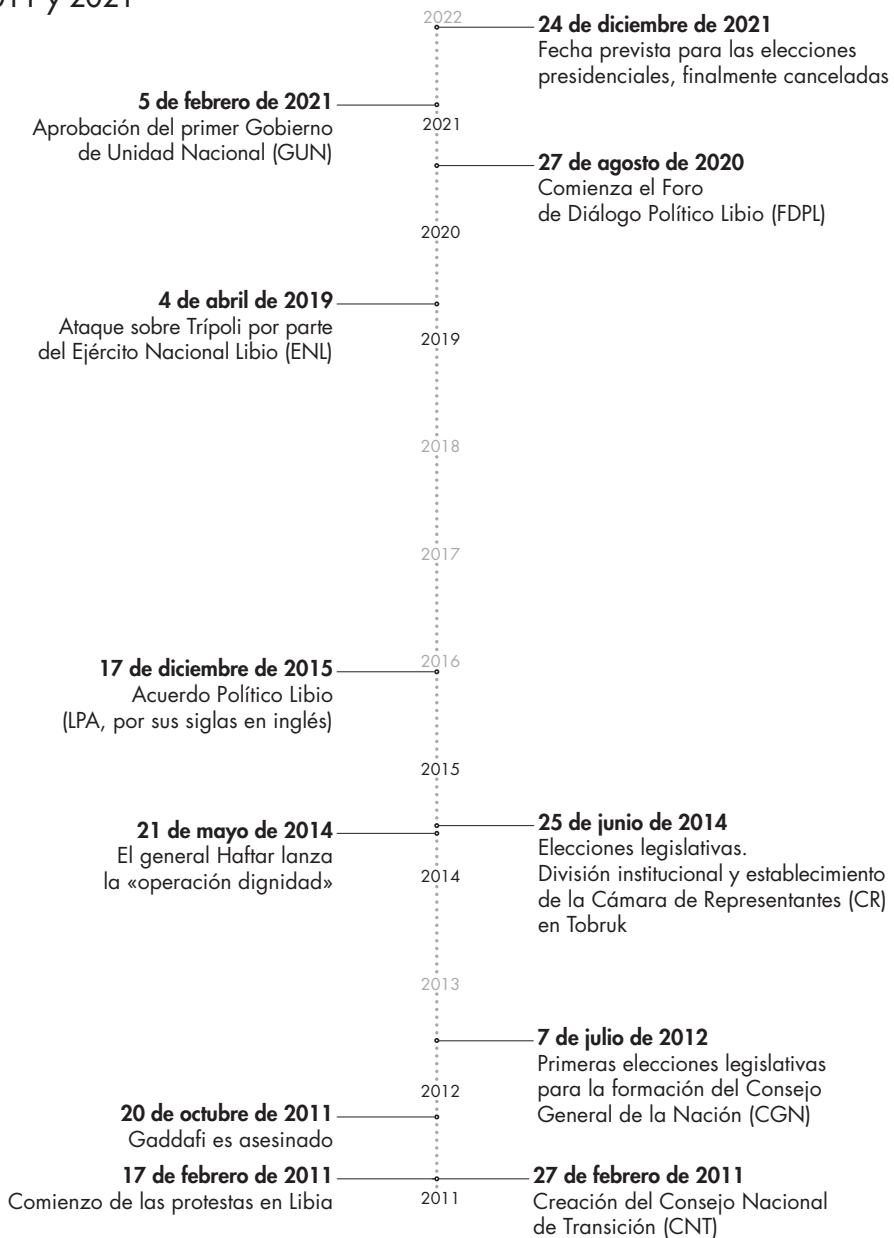 2022
24 de diciembre de 2021
Fecha prevista para las elecciones
presidenciales, finalmente canceladas
5 de febrero de 2021
Aprobación del primer Gobierno
de Unidad Nacional (GUN)
2021
27 de agosto de 2020
Comienza el Foro
de Diálogo Político Libio (FDPL)
2020
4 de abril de 2019
Ataque sobre Trípoli por parte
del Ejército Nacional Libio (ENL)
2019
2018
2017
2016
17 de diciembre de 2015
Acuerdo Político Libio
(LPA, por sus siglas en inglés)
2015
21 de mayo de 2014
El general Haftar lanza
la «operación dignidad»
25 de junio de 2014
Elecciones legislativas.
División institucional y establecimiento
de la Cámara de Representantes (CR)
en Tobruk
2014
2013
7 de julio de 2012
Primeras elecciones legislativas
para la formación del Consejo
General de la Nación (CGN)
2012
20 de octubre de 2011
Gaddafi es asesinado
17 de febrero de 2011
Comienzo de las protestas en Libia
27 de febrero de 2011
Creación del Consejo Nacional
de Transición (CNT)
2011